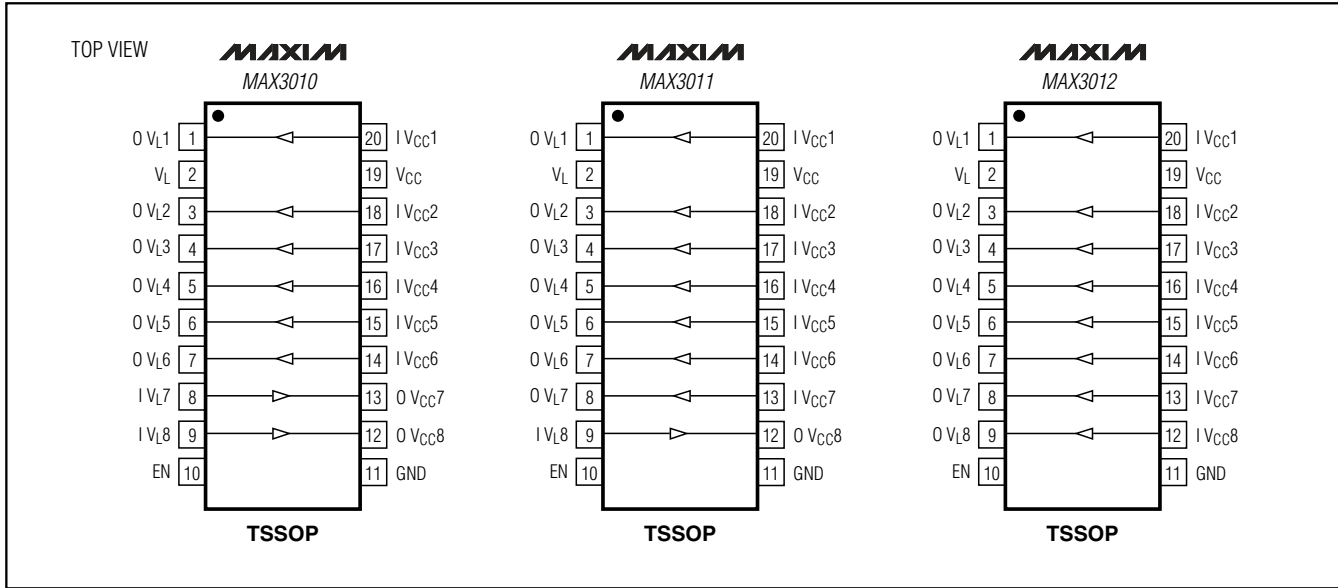 TOP VIEW
MAXIM
MAX3010
O VL1 1 20 I VCC1
VL 2 19 VCC
O VL2 3 18 I VCC2
O VL3 4 17 I VCC3
O VL4 5 16 I VCC4
O VL5 6 15 I VCC5
O VL6 7 14 I VCC6
I VL7 8 13 O VCC7
I VL8 9 12 O VCC8
EN 10 11 GND
TSSOP
MAXIM
MAX3011
O VL1 1 20 I VCC1
VL 2 19 VCC
O VL2 3 18 I VCC2
O VL3 4 17 I VCC3
O VL4 5 16 I VCC4
O VL5 6 15 I VCC5
O VL6 7 14 I VCC6
O VL7 8 13 I VCC7
I VL8 9 12 O VCC8
EN 10 11 GND
TSSOP
MAXIM
MAX3012
O VL1 1 20 I VCC1
VL 2 19 VCC
O VL2 3 18 I VCC2
O VL3 4 17 I VCC3
O VL4 5 16 I VCC4
O VL5 6 15 I VCC5
O VL6 7 14 I VCC6
O VL7 8 13 I VCC7
O VL8 9 12 I VCC8
EN 10 11 GND
TSSOP